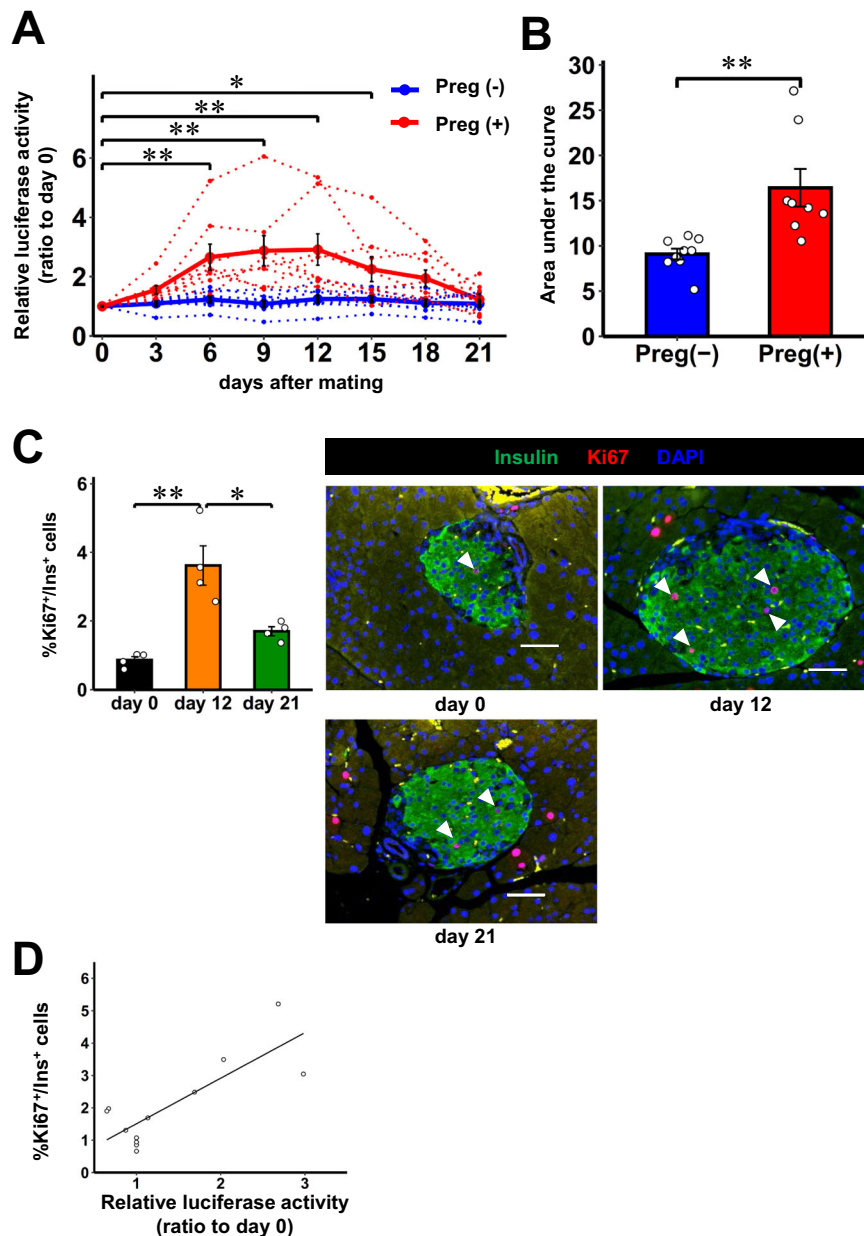 A
Relative luciferase activity
(ratio to day 0)
6
4
2
0
*
**
**
**
Preg (-)
Preg (+)
0 3 6 9 12 15 18 21
days after mating
B
Area under the curve
30
25
20
15
10
5
0
**
Preg(−) Preg(+)
C
%Ki67+/Ins+ cells
6
4
2
0
** *
day 0 day 12 day 21
Insulin Ki67 DAPI
day 0 day 12
day 21
D
%Ki67+/Ins+ cells
6
5
4
3
2
1
0
1 2 3
Relative luciferase activity
(ratio to day 0)